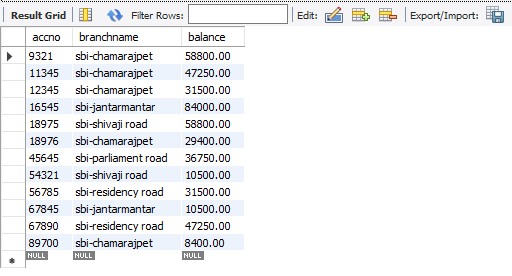 Result Grid Filter Rows: Edit: Export/Import:
accno branchname balance
9321 sbi-chamarajpet 58800.00
11345 sbi-chamarajpet 47250.00
12345 sbi-chamarajpet 31500.00
16545 sbi-jantarmantar 84000.00
18975 sbi-shivaji road 58800.00
18976 sbi-chamarajpet 29400.00
45645 sbi-parliament road 36750.00
54321 sbi-shivaji road 10500.00
56785 sbi-residency road 31500.00
67845 sbi-jantarmantar 10500.00
67890 sbi-residency road 47250.00
89700 sbi-chamarajpet 8400.00
NULL NULL NULL